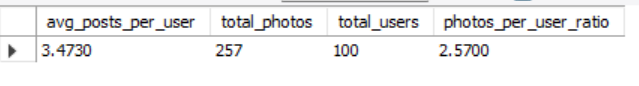 avg_posts_per_user total_photos total_users photos_per_user_ratio
3.4730 257 100 2.5700